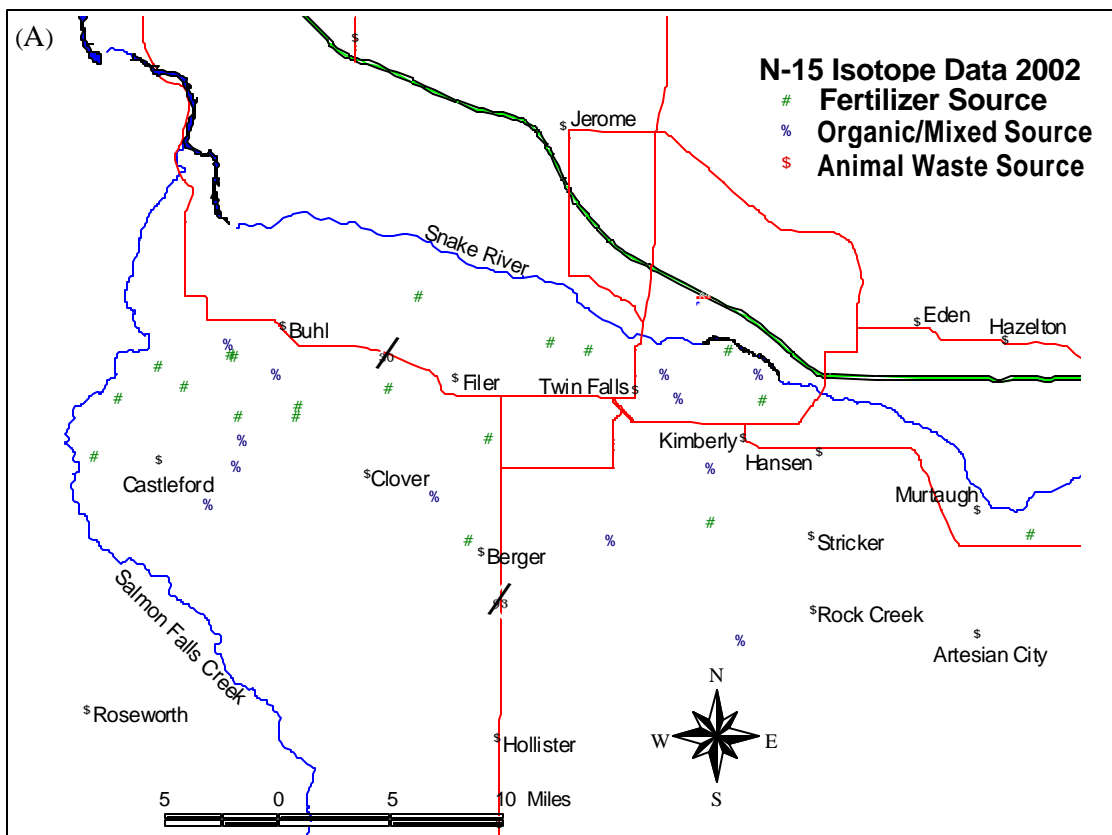 (A)
N-15 Isotope Data 2002
# Fertilizer Source
% Organic/Mixed Source
$ Animal Waste Source
$ Jerome
Snake River
$ Eden
Hazelton
$ Buhl
$ Filer
Twin Falls $
Kimberly $
Hansen $
Castleford
$ Clover
Murtaugh $
$ Stricker
$ Berger
93
$ Rock Creek
Artesian City
Salmon Falls Creek
$ Roseworth
$ Hollister
N
W E
S
5 0 5 10 Miles